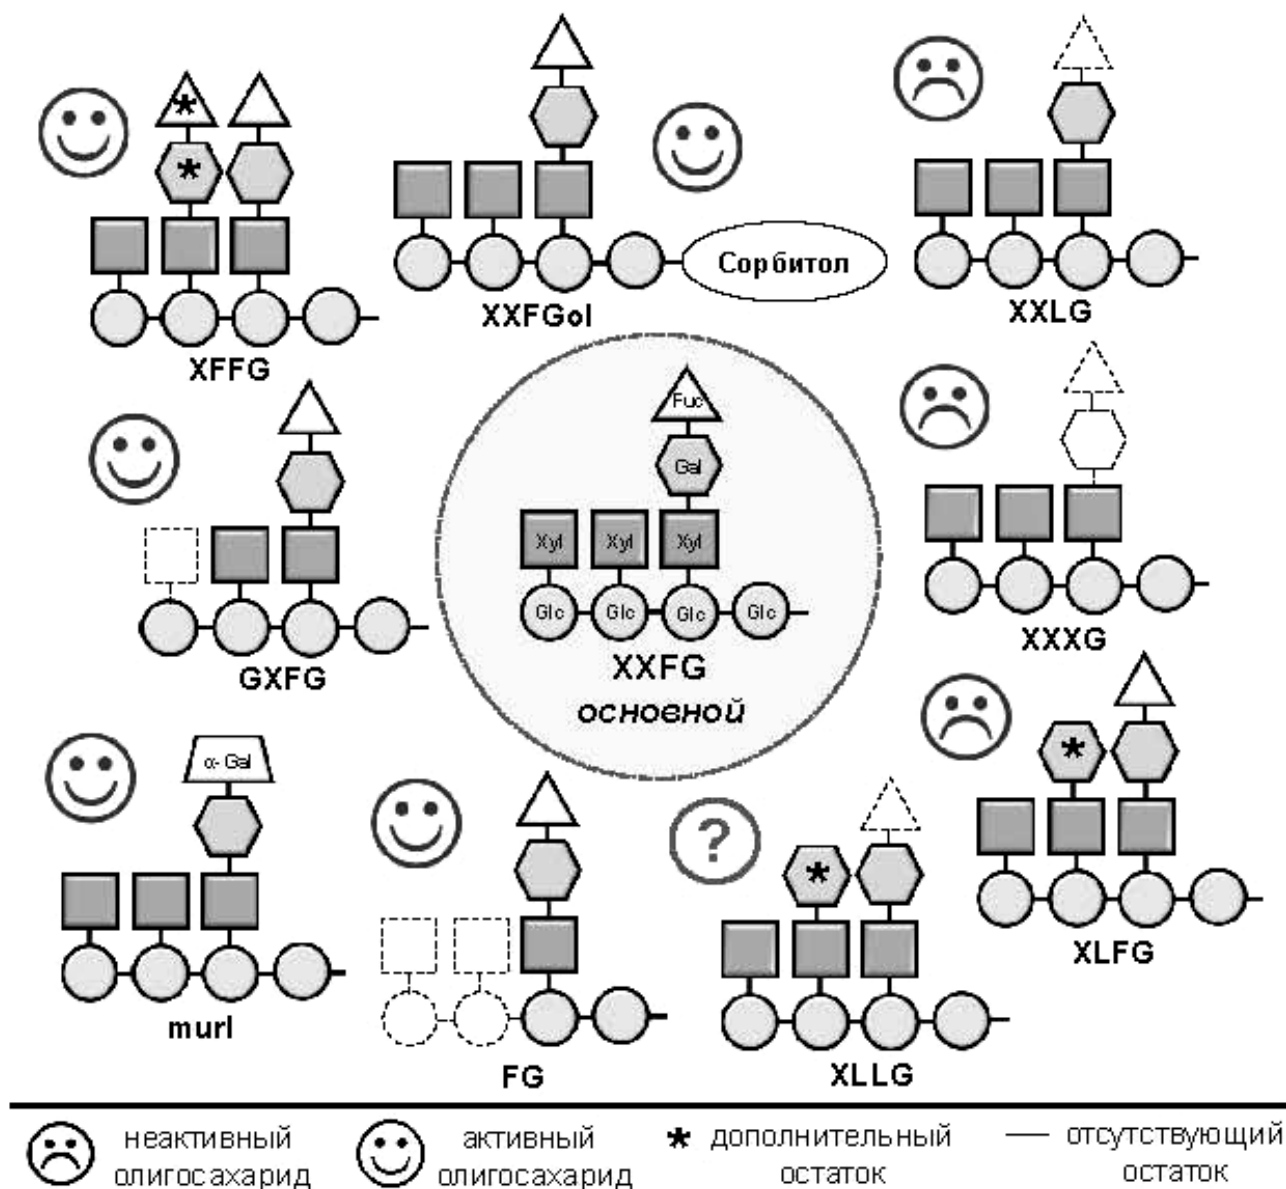 Сорбитол
XXFGol
XXLG
XFFG
Fuc
Gal
Xyl Xyl Xyl
Glc Glc Glc Glc
XXFG
основной
GXFG
XXXG
α- Gal
murl
FG
?
XLLG
XLFG
неактивный
олигосахарид
активный
олигосахарид
* дополнительный
остаток
отсутствующий
остаток